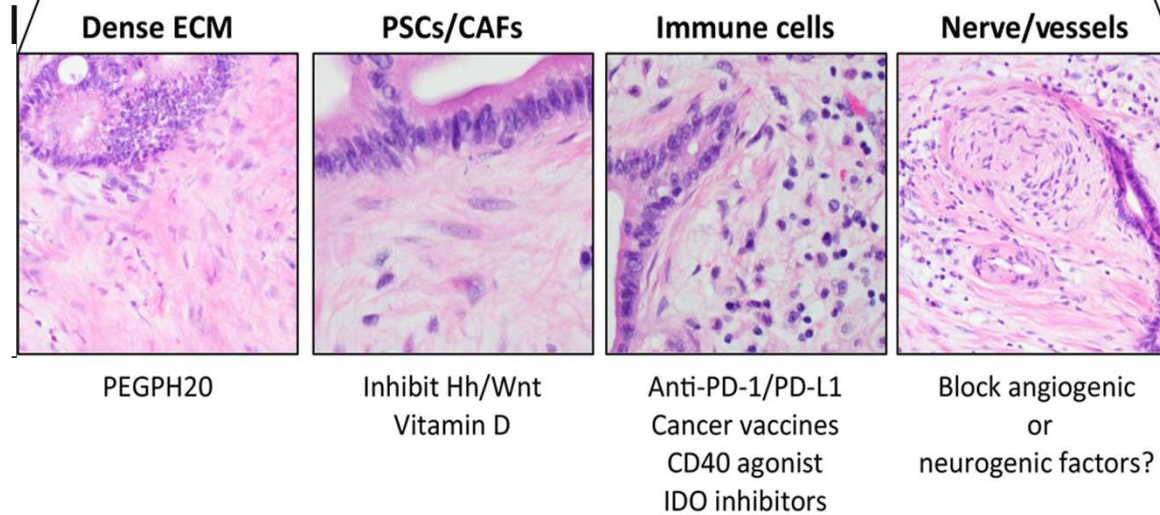 Dense ECM
PSCs/CAFs
Immune cells
Nerve/vessels
PEGPH20
Inhibit Hh/Wnt
Vitamin D
Anti-PD-1/PD-L1
Cancer vaccines
CD40 agonist
IDO inhibitors
Block angiogenic
or
neurogenic factors?